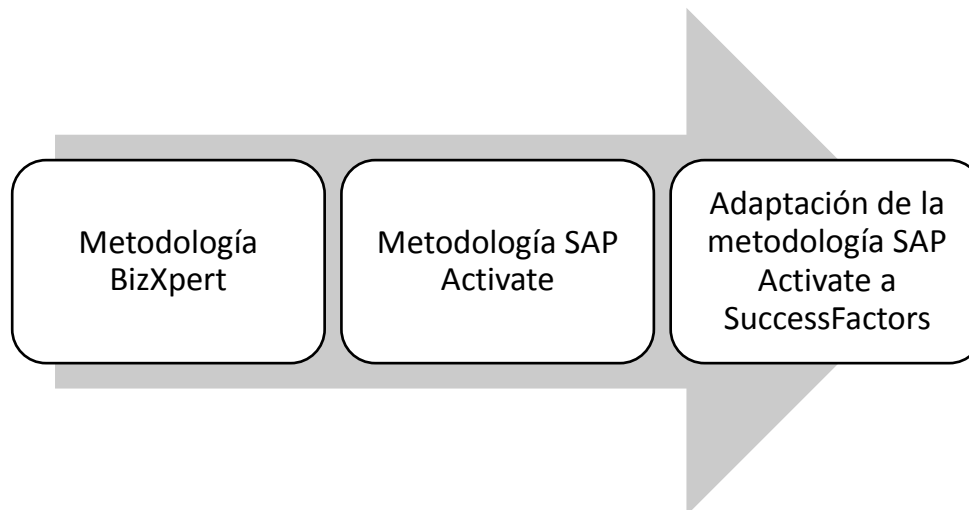 Metodología
BizXpert
Metodología SAP
Activate
Adaptación de la
metodología SAP
Activate a
SuccessFactors